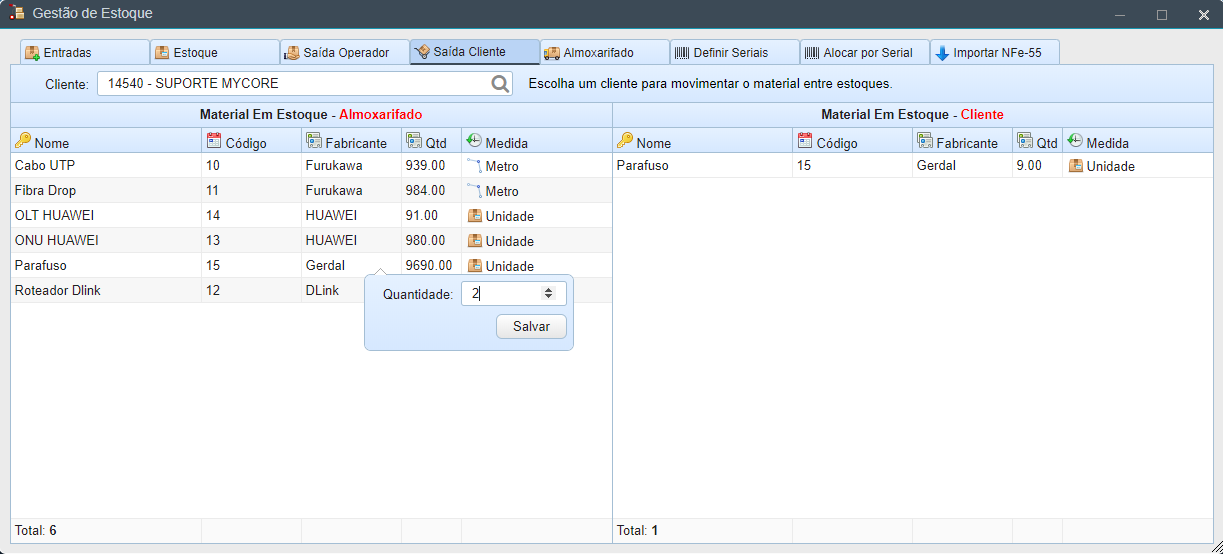 Gestão de Estoque
Entradas Estoque Saída Operador Saída Cliente Almoxarifado Definir Seriais Alocar por Serial Importar NFe-55
Cliente: 14540 - SUPORTE MYCORE Escolha um cliente para movimentar o material entre estoques.
Material Em Estoque - Almoxarifado Material Em Estoque - Cliente
Nome Código Fabricante Qtd Medida Nome Código Fabricante Qtd Medida
Cabo UTP 10 Furukawa 939.00 Metro Parafuso 15 Gerdal 9.00 Unidade
Fibra Drop 11 Furukawa 984.00 Metro
OLT HUAWEI 14 HUAWEI 91.00 Unidade
ONU HUAWEI 13 HUAWEI 980.00 Unidade
Parafuso 15 Gerdal 9690.00 Unidade
Roteador Dlink 12 DLink
Quantidade: 2
Salvar
Total: 6 Total: 1